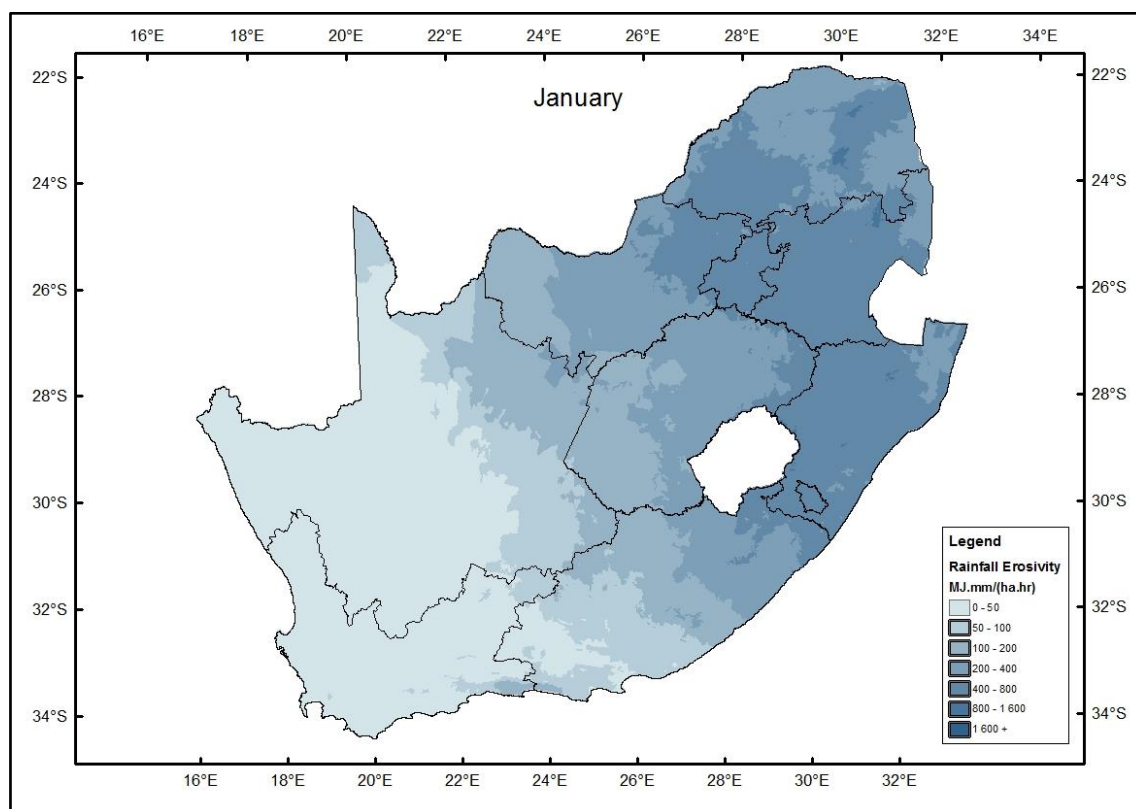 16°E 18°E 20°E 22°E 24°E 26°E 28°E 30°E 32°E 34°E
22°S 22°S
January
24°S 24°S
26°S 26°S
28°S 28°S
30°S 30°S
Legend
Rainfall Erosivity
MJ.mm/(ha.hr)
32°S 0 - 50 32°S
50 - 100
100 - 200
200 - 400
400 - 800
34°S 800 - 1 600 34°S
1 600 +
16°E 18°E 20°E 22°E 24°E 26°E 28°E 30°E 32°E